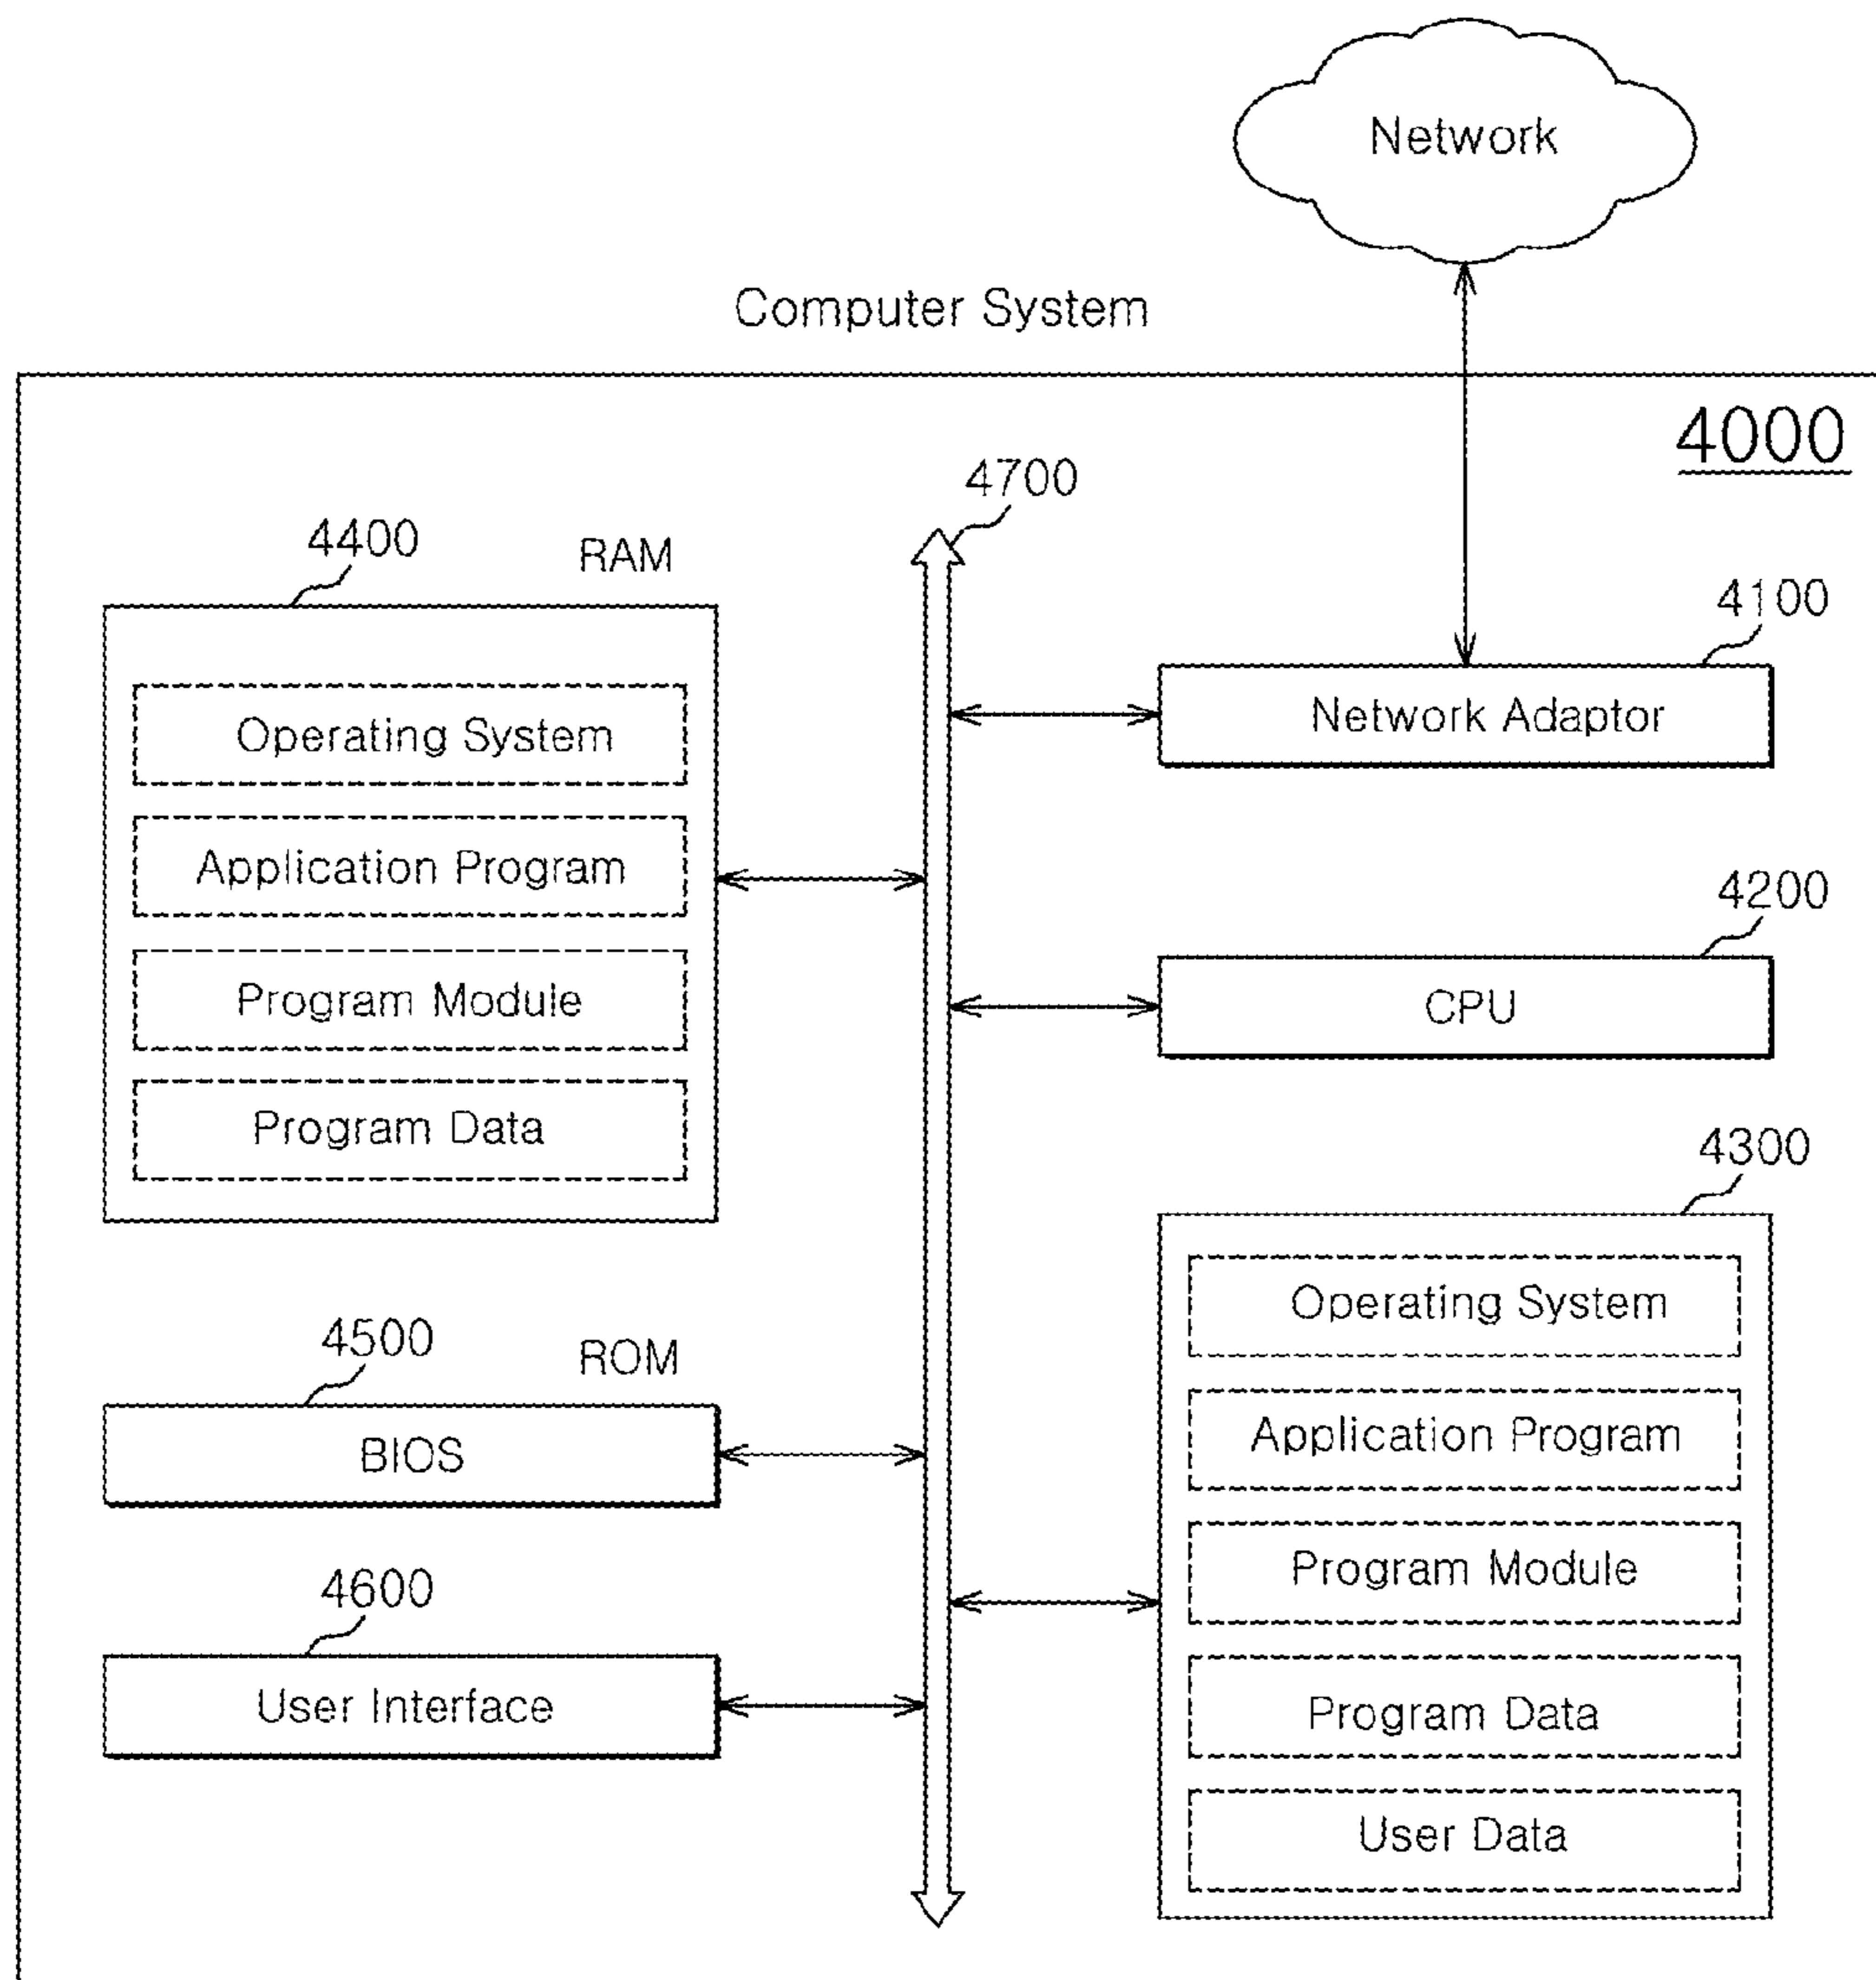 Network
Computer System
4000
4700
4400
RAM
Operating System
Application Program
Program Module
Program Data
4100
Network Adaptor
4200
CPU
4300
Operating System
Application Program
Program Module
Program Data
User Data
4500
ROM
BIOS
4600
User Interface